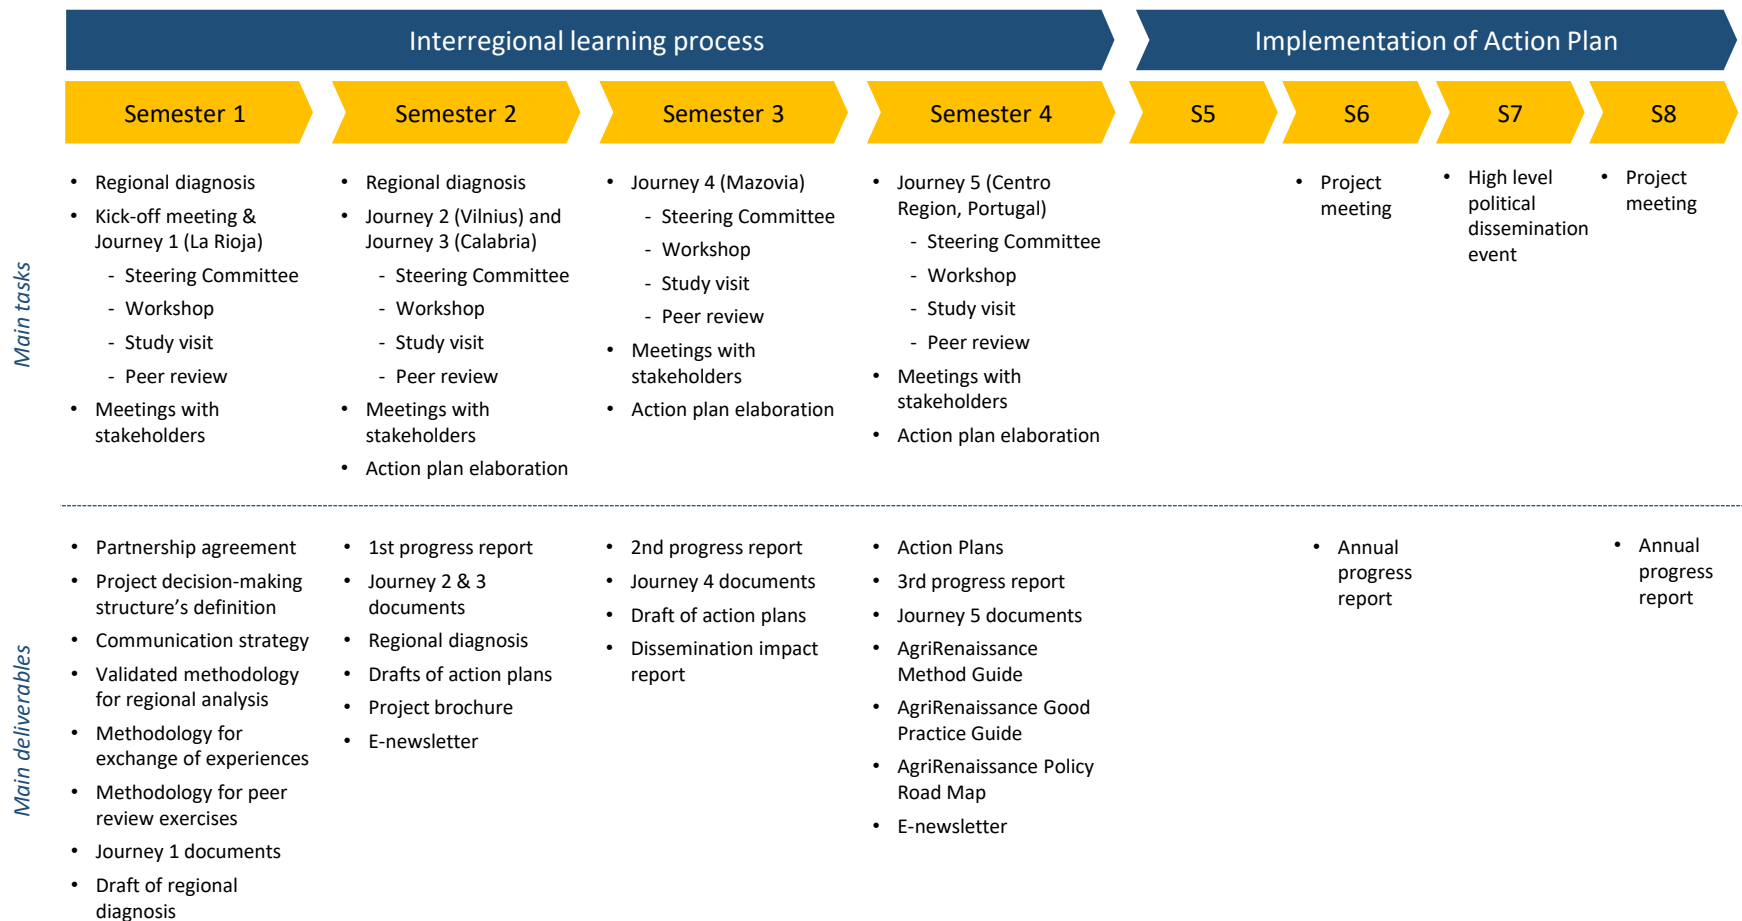 Interregional learning process
Implementation of Action Plan
Semester 1
Semester 2
Semester 3
Semester 4
S5
S6
S7
S8
Main tasks
• Regional diagnosis
• Kick-off meeting &
Journey 1 (La Rioja)
- Steering Committee
- Workshop
- Study visit
- Peer review
• Meetings with
stakeholders
• Regional diagnosis
• Journey 2 (Vilnius) and
Journey 3 (Calabria)
- Steering Committee
- Workshop
- Study visit
- Peer review
• Meetings with
stakeholders
• Action plan elaboration
• Journey 4 (Mazovia)
- Steering Committee
- Workshop
- Study visit
- Peer review
• Meetings with
stakeholders
• Action plan elaboration
• Journey 5 (Centro
Region, Portugal)
- Steering Committee
- Workshop
- Study visit
- Peer review
• Meetings with
stakeholders
• Action plan elaboration
• Project
meeting
• High level
political
dissemination
event
• Project
meeting
Main deliverables
• Partnership agreement
• Project decision-making
structure’s definition
• Communication strategy
• Validated methodology
for regional analysis
• Methodology for
exchange of experiences
• Methodology for peer
review exercises
• Journey 1 documents
• Draft of regional
diagnosis
• 1st progress report
• Journey 2 & 3
documents
• Regional diagnosis
• Drafts of action plans
• Project brochure
• E-newsletter
• 2nd progress report
• Journey 4 documents
• Draft of action plans
• Dissemination impact
report
• Action Plans
• 3rd progress report
• Journey 5 documents
• AgriRenaissance
Method Guide
• AgriRenaissance Good
Practice Guide
• AgriRenaissance Policy
Road Map
• E-newsletter
• Annual
progress
report
• Annual
progress
report